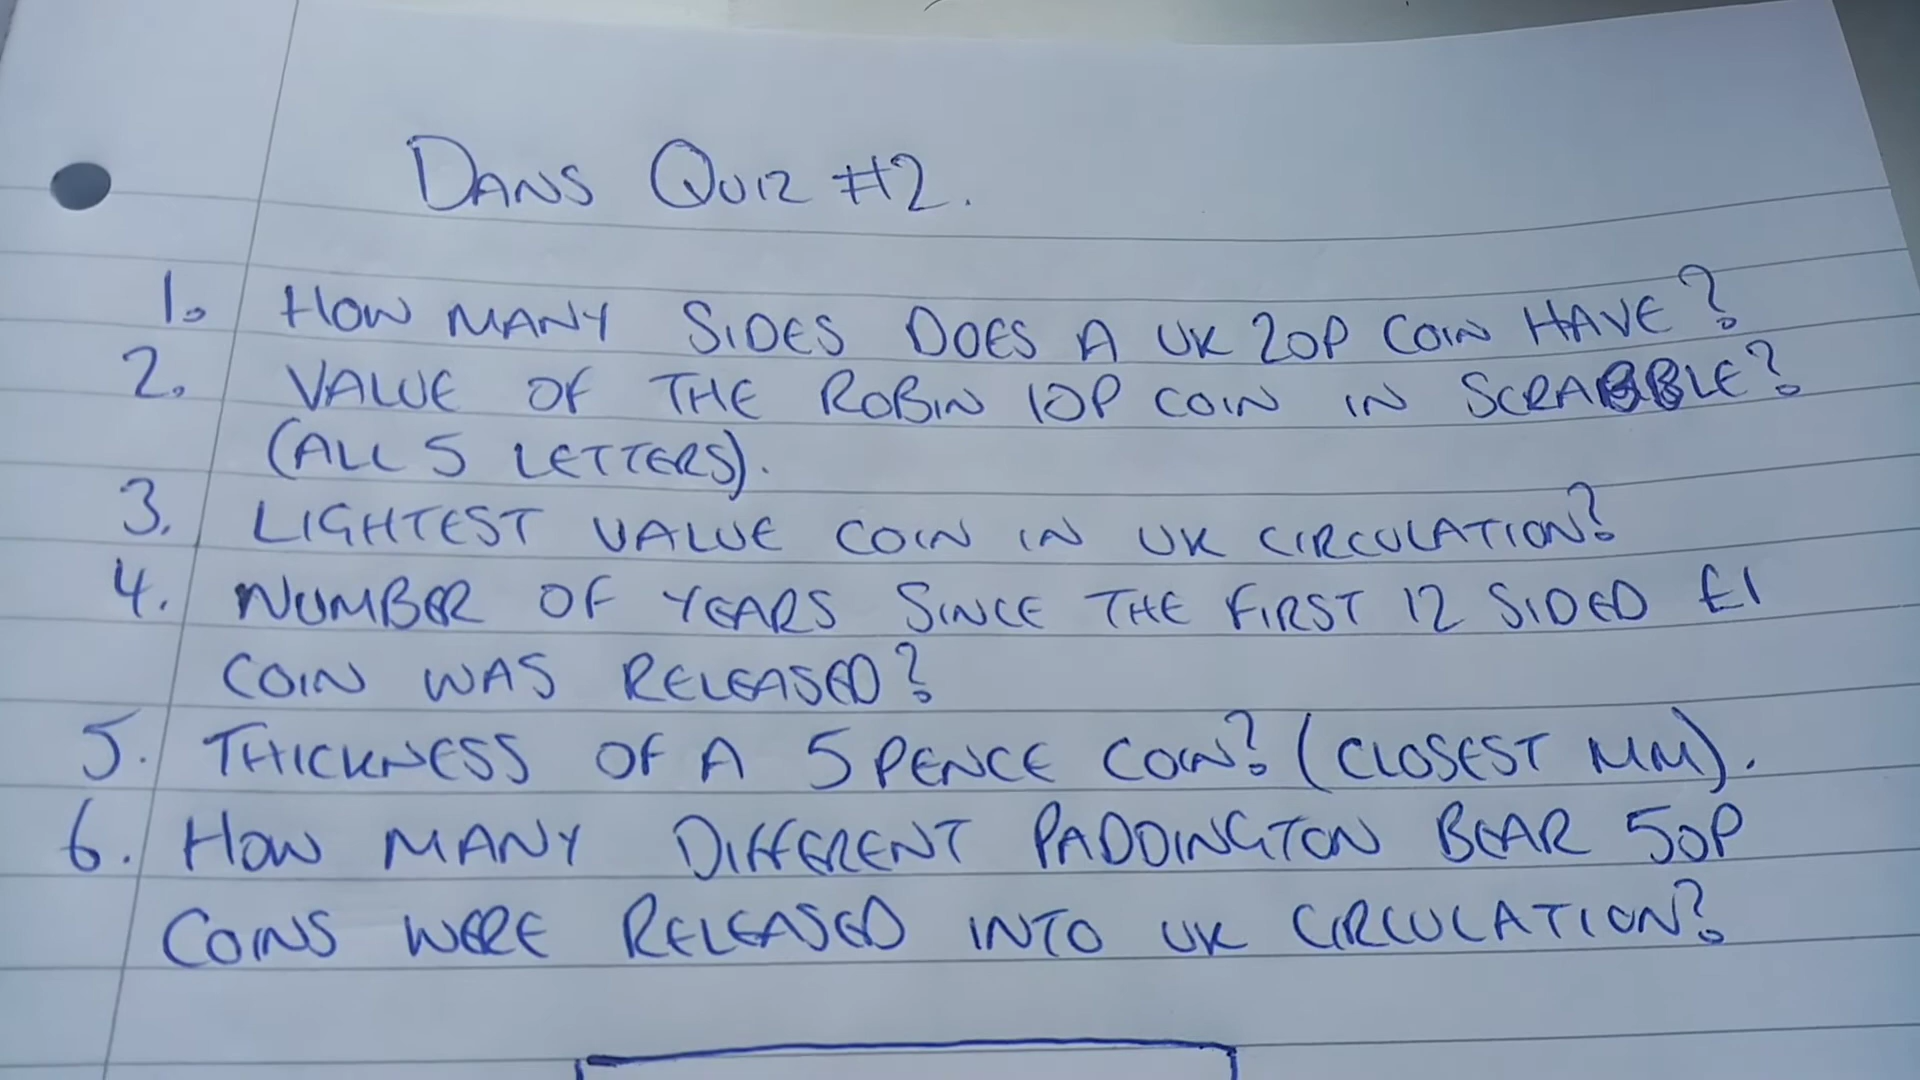 DANS QUIZ #2.
1. HOW MANY SIDES DOES A UK 20P COIN HAVE?
2. VALUE OF THE ROBIN 10P COIN IN SCRABBLE?
(ALL 5 LETTERS).
3. LIGHTEST VALUE COIN IN UK CIRCULATION?
4. NUMBER OF YEARS SINCE THE FIRST 12 SIDED £1
COIN WAS RELEASED?
5. THICKNESS OF A 5 PENCE COIN? (CLOSEST MM).
6. HOW MANY DIFFERENT PADDINGTON BEAR 50P
COINS WERE RELEASED INTO UK CIRCULATION?